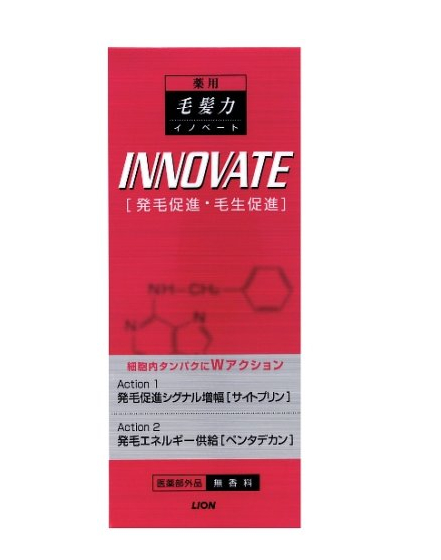 薬用
毛髪力
イノベート
INNOVATE
[発毛促進・毛生促進]
NH-CH₂
N
N
N
細胞内タンパクにWアクション
Action 1
発毛促進シグナル増幅[サイトプリン]
Action 2
発毛エネルギー供給[ペンタデカン]
医薬部外品 無香料
LION